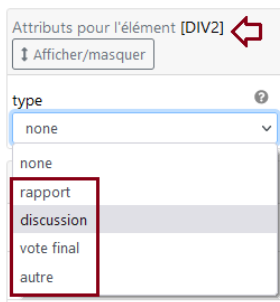 Attributs pour l'élément [DIV2]
Afficher/masquer
type
none
none
rapport
discussion
vote final
autre